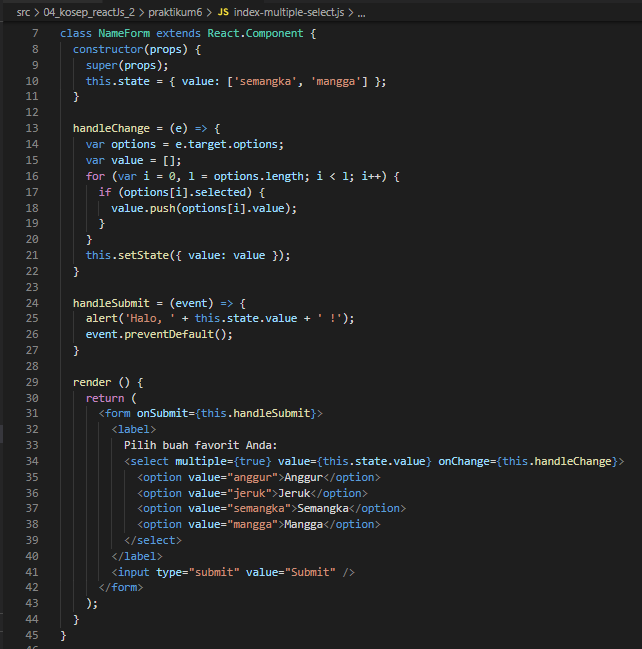 src > 04_kosep_reactJs_2 > praktikum6 > JS index-multiple-select.js > ...
7 class NameForm extends React.Component {
8 constructor(props) {
9 super(props);
10 this.state = { value: ['semangka', 'mangga'] };
11 }
12
13 handleChange = (e) => {
14 var options = e.target.options;
15 var value = [];
16 for (var i = 0, l = options.length; i < l; i++) {
17 if (options[i].selected) {
18 value.push(options[i].value);
19 }
20 }
21 this.setState({ value: value });
22 }
23
24 handleSubmit = (event) => {
25 alert('Halo, ' + this.state.value + ' !');
26 event.preventDefault();
27 }
28
29 render () {
30 return (
31 <form onSubmit={this.handleSubmit}>
32 <label>
33 Pilih buah favorit Anda:
34 <select multiple={true} value={this.state.value} onChange={this.handleChange}>
35 <option value="anggur">Anggur</option>
36 <option value="jeruk">Jeruk</option>
37 <option value="semangka">Semangka</option>
38 <option value="mangga">Mangga</option>
39 </select>
40 </label>
41 <input type="submit" value="Submit" />
42 </form>
43 );
44 }
45 }